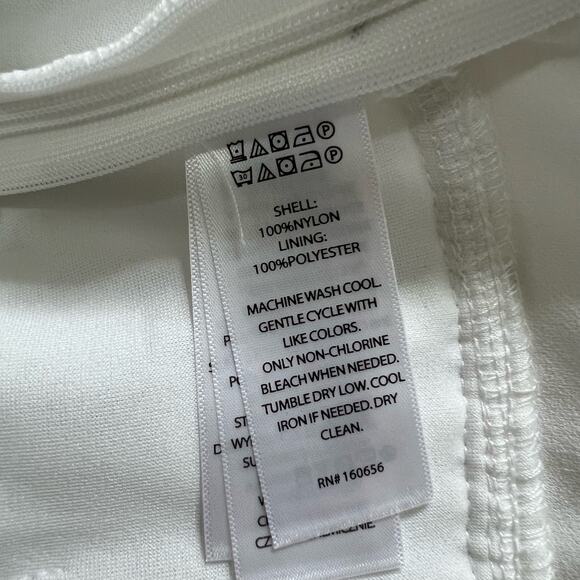 P
30 P
SHELL:
100%NYLON
LINING:
100%POLYESTER
MACHINE WASH COOL.
GENTLE CYCLE WITH
LIKE COLORS.
ONLY NON-CHLORINE
BLEACH WHEN NEEDED.
TUMBLE DRY LOW. COOL
IRON IF NEEDED. DRY
CLEAN.
RN# 160656